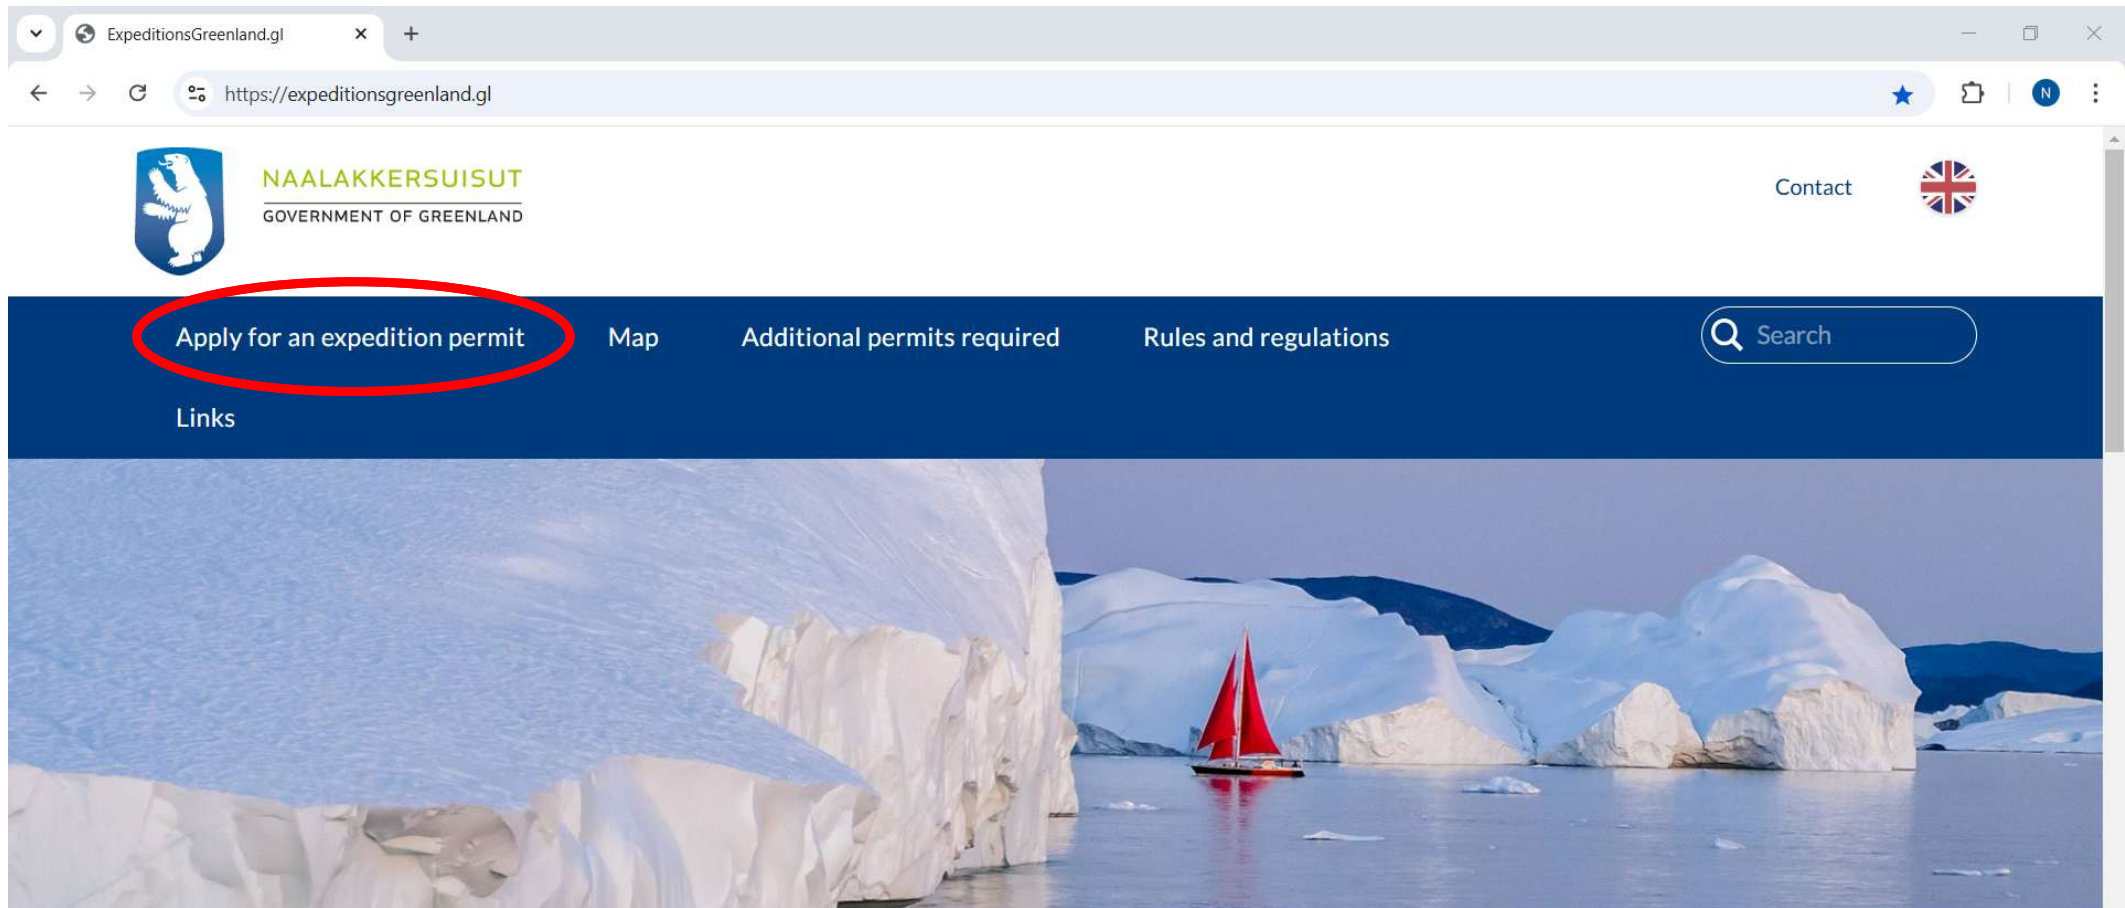 ExpeditionsGreenland.gl
https://expeditionsgreenland.gl
N
NAALAKKERSUISUT
GOVERNMENT OF GREENLAND
Contact
Apply for an expedition permit Map Additional permits required Rules and regulations Search
Links